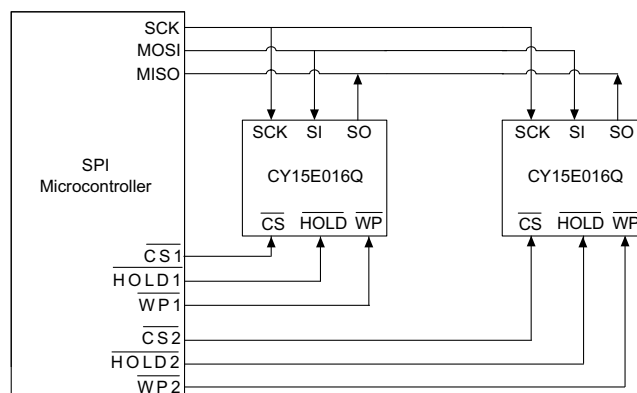 SCK
MOSI
MISO
SCK SI SO
SCK SI SO
SPI
Microcontroller
CY15E016Q
CY15E016Q
CS HOLD WP
CS HOLD WP
CS1
HOLD1
WP1
CS2
HOLD2
WP2